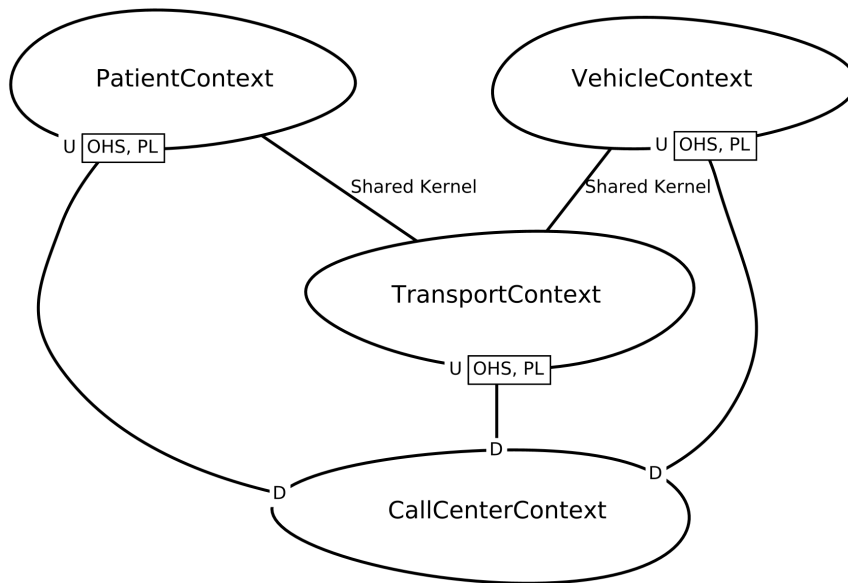 PatientContext
VehicleContext
U OHS, PL
U OHS, PL
Shared Kernel
Shared Kernel
TransportContext
U OHS, PL
D
D
D
CallCenterContext